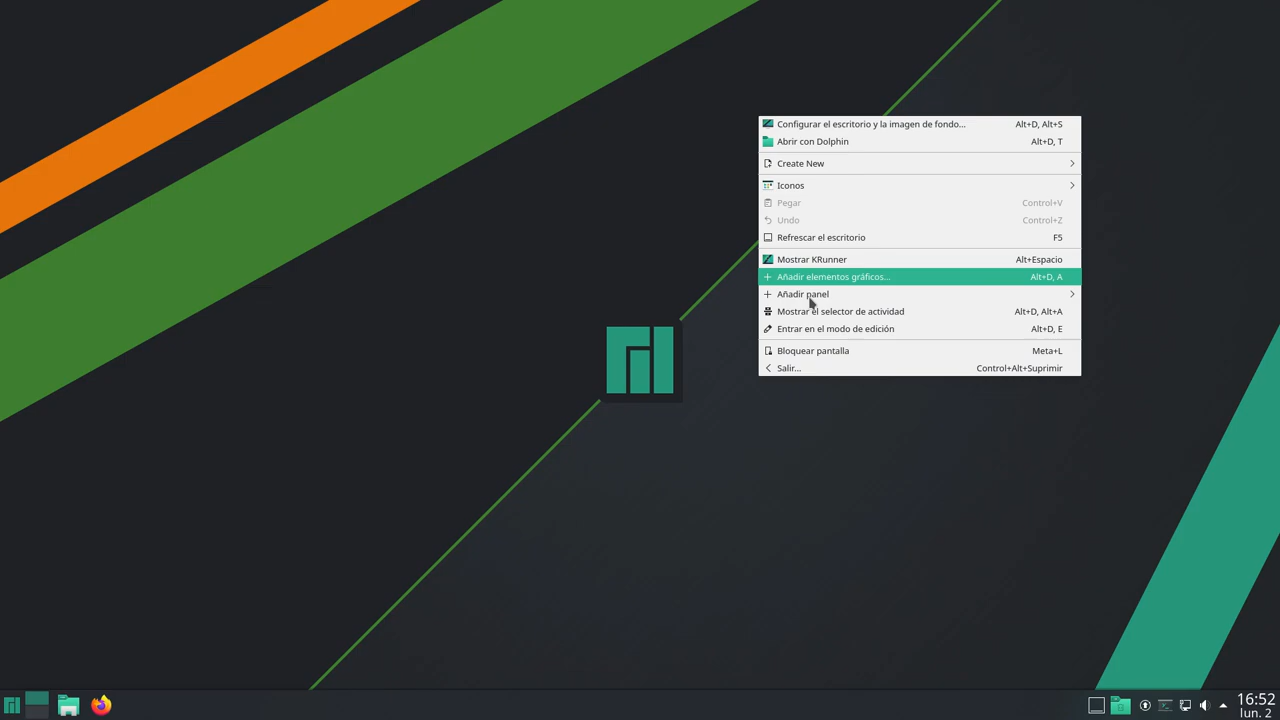 Configurar el escritorio y la imagen de fondo... Alt+D, Alt+S
Abrir con Dolphin Alt+D, T
Create New
Iconos
Pegar Control+V
Undo Control+Z
Refrescar el escritorio F5
Mostrar KRunner Alt+Espacio
Añadir elementos gráficos... Alt+D, A
Añadir panel
Mostrar el selector de actividad Alt+D, Alt+A
Entrar en el modo de edición Alt+D, E
Bloquear pantalla Meta+L
Salir... Control+Alt+Suprimir
16:52
lun. 2